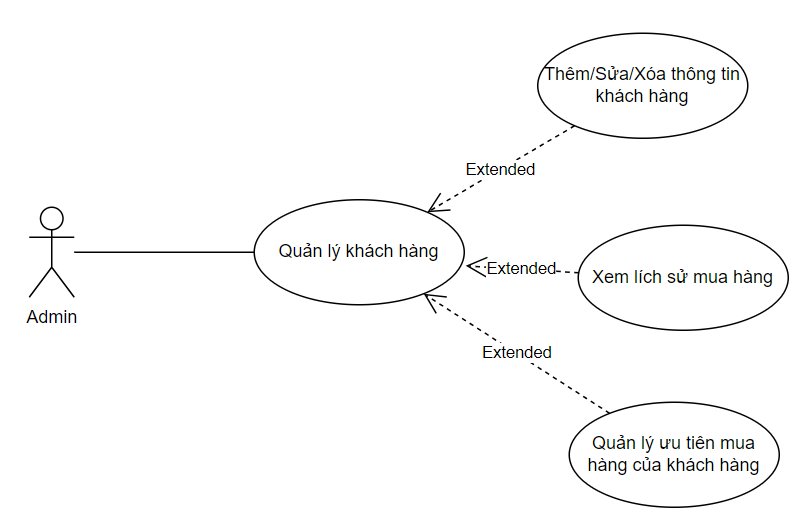 Thêm/Sửa/Xóa thông tin
khách hàng
Extended
Quản lý khách hàng
Extended
Xem lích sử mua hàng
Admin
Extended
Quản lý ưu tiên mua
hàng của khách hàng